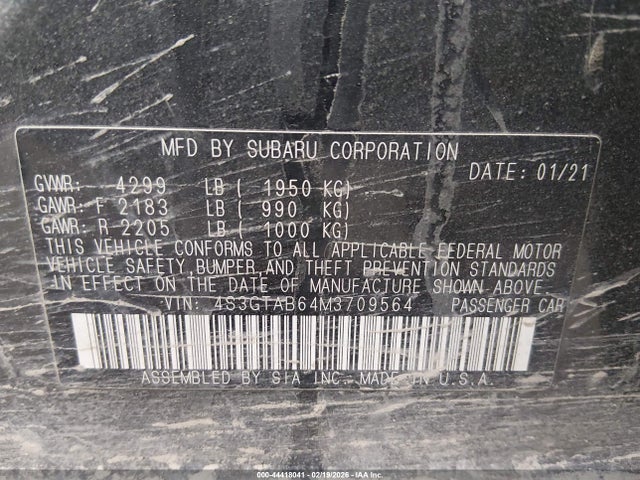 MFD BY SUBARU CORPORATION
DATE: 01/21
GVWR: 4299 LB ( 1950 KG)
GAWR: F 2183 LB ( 990 KG)
GAWR: R 2205 LB ( 1000 KG)
THIS VEHICLE CONFORMS TO ALL APPLICABLE FEDERAL MOTOR
VEHICLE SAFETY, BUMPER AND THEFT PREVENTION STANDARDS
IN EFFECT ON THE DATE OF MANUFACTURE SHOWN ABOVE.
VIN: 4S3GTAB64M3709564 PASSENGER CAR
ASSEMBLED BY SIA INC. MADE IN U.S.A.
000-44418041 - 02/19/2026 - IAA Inc.